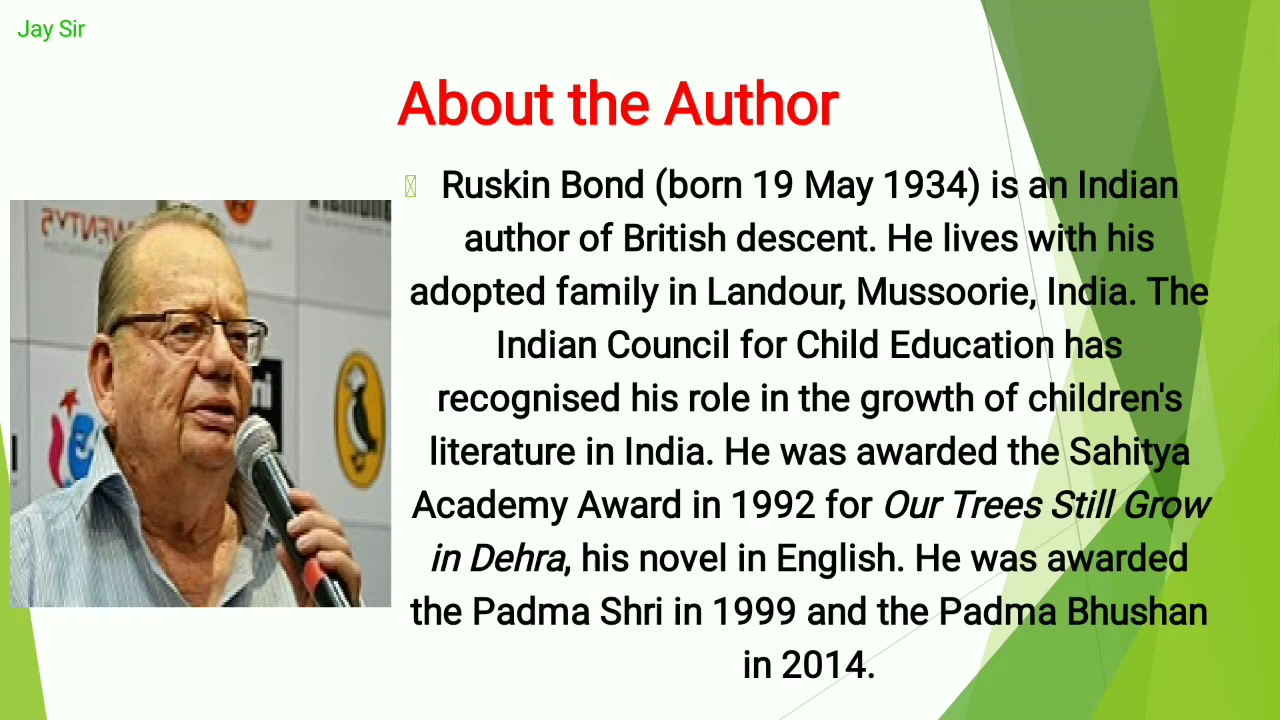 Jay Sir
About the Author
Ruskin Bond (born 19 May 1934) is an Indian
author of British descent. He lives with his
adopted family in Landour, Mussoorie, India. The
Indian Council for Child Education has
recognised his role in the growth of children's
literature in India. He was awarded the Sahitya
Academy Award in 1992 for Our Trees Still Grow
in Dehra, his novel in English. He was awarded
the Padma Shri in 1999 and the Padma Bhushan
in 2014.